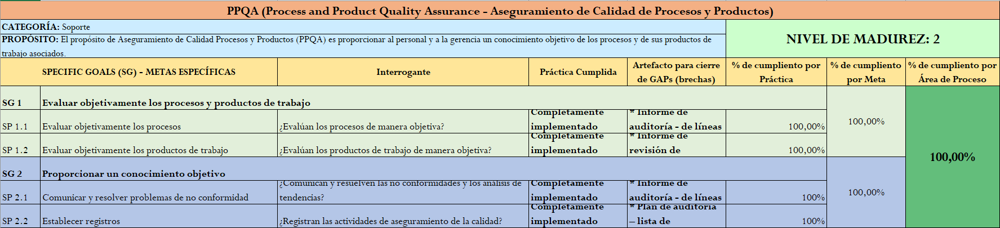 PPQA (Process and Product Quality Assurance - Aseguramiento de Calidad de Procesos y Productos)
CATEGORÍA: Soporte
PROPÓSITO: El propósito de Aseguramiento de Calidad Procesos y Productos (PPQA) es proporcionar al personal y a la gerencia un conocimiento objetivo de los procesos y de sus productos de
trabajo asociados.
NIVEL DE MADUREZ: 2
SPECIFIC GOALS (SG) - METAS ESPECÍFICAS
Interrogante
Práctica Cumplida
Artefacto para cierre
de GAPs (brechas)
% de cumpliento por
Práctica
% de cumpliento
por Meta
% de cumpliento por
Área de Proceso
SG 1
Evaluar objetivamente los procesos y productos de trabajo
SP 1.1
Evaluar objetivamente los procesos
¿Evalúan los procesos de manera objetiva?
Completamente
implementado
* Informe de
auditoría - de líneas
100,00%
100,00%
SP 1.2
Evaluar objetivamente los productos de trabajo
¿Evalúan los productos de trabajo de manera objetiva?
Completamente
implementado
* Informe de
revisión de
100,00%
100,00%
SG 2
Proporcionar un conocimiento objetivo
SP 2.1
Comunicar y resolver problemas de no conformidad
¿Comunican y resuelven las no conformidades y los análisis de
tendencias?
Completamente
implementado
* Informe de
auditoría - de líneas
100%
100,00%
SP 2.2
Establecer registros
¿Registran las actividades de aseguramiento de la calidad?
Completamente
implementado
* Plan de auditoría
– lista de
100%